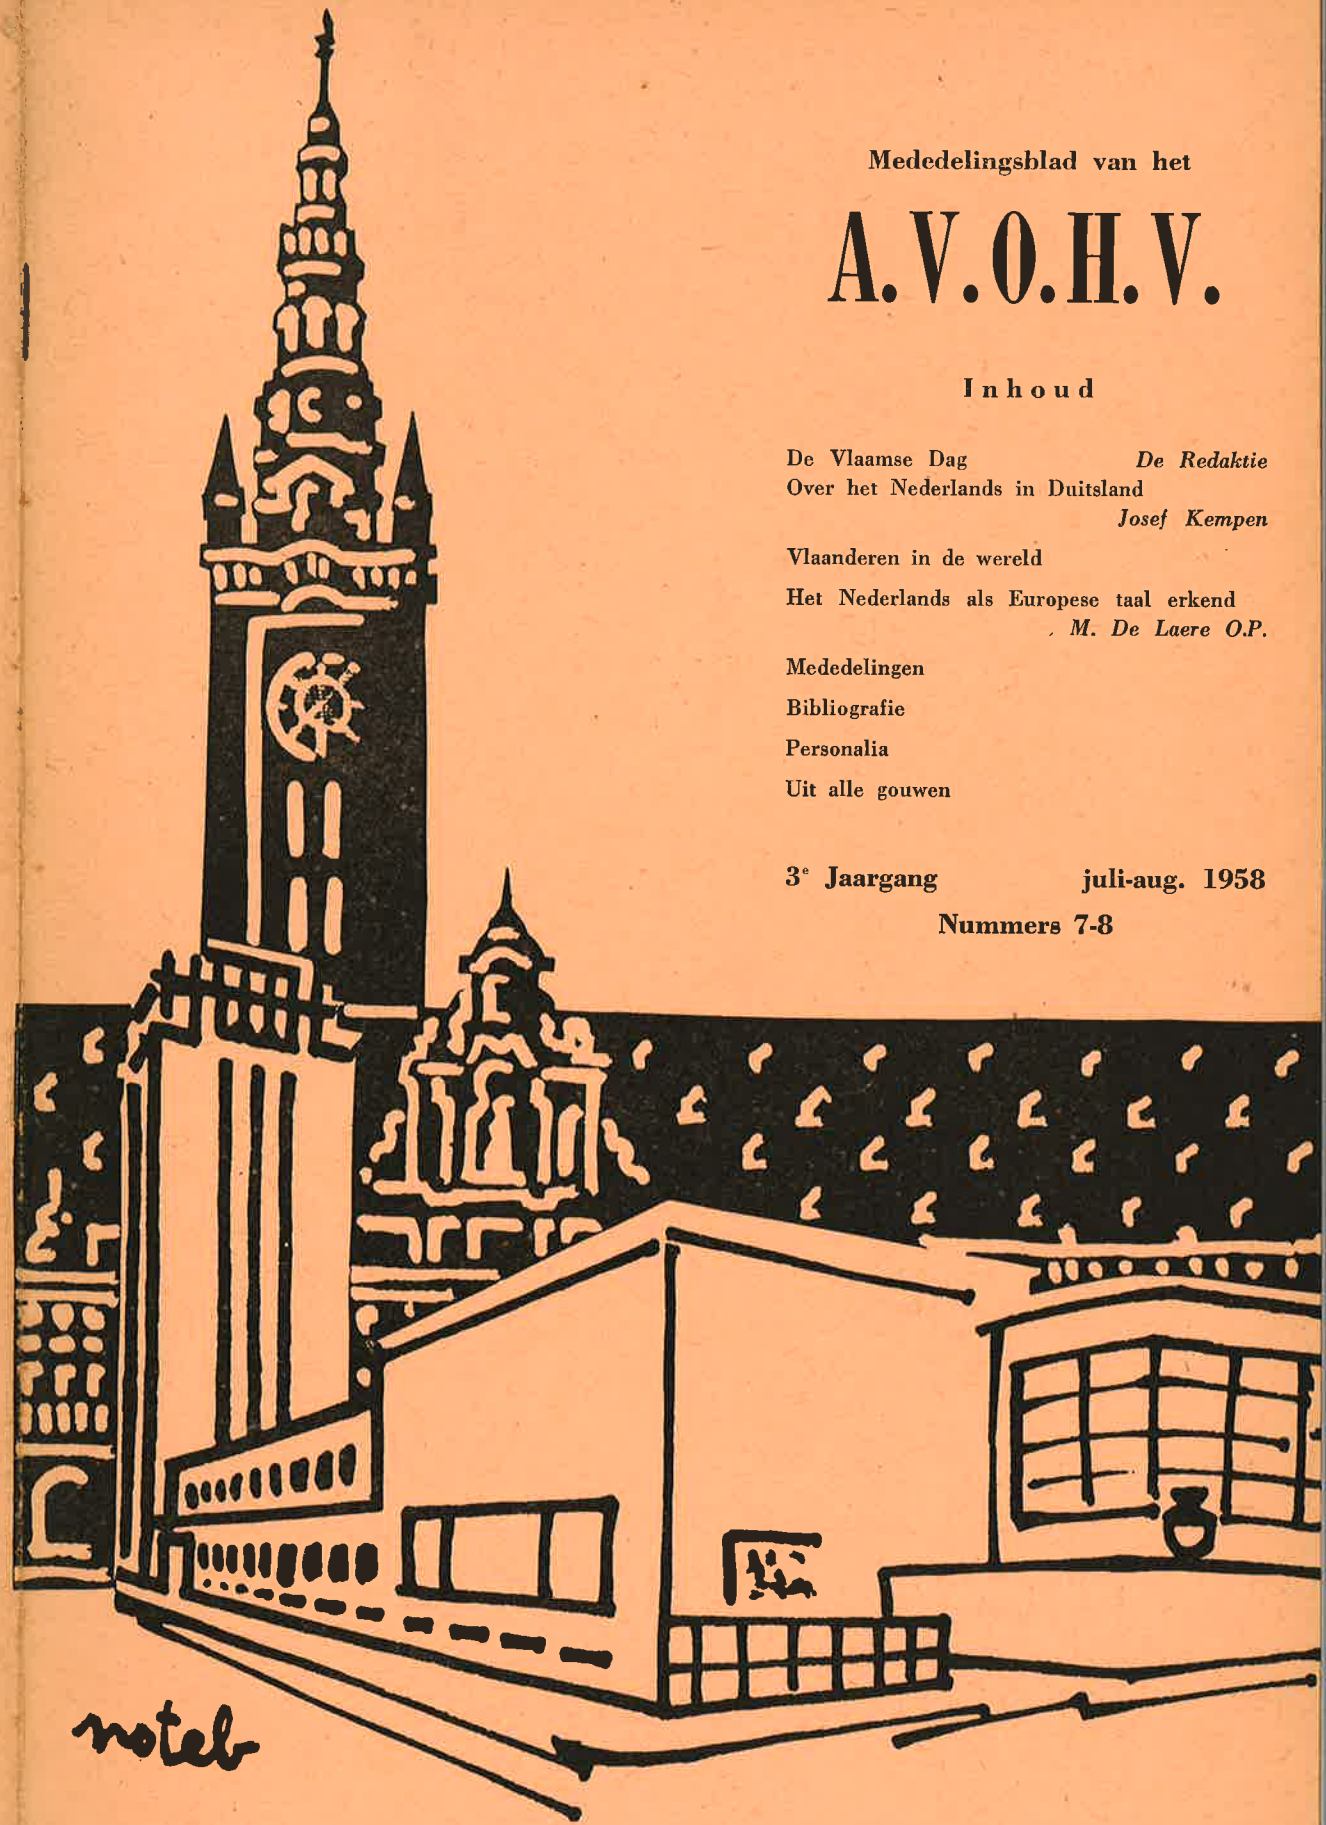 Mededelingsblad van het
A.V.O.H.V.
Inhoud
De Vlaamse Dag De Redaktie
Over het Nederlands in Duitsland
Josef Kempen
Vlaanderen in de wereld
Het Nederlands als Europese taal erkend
M. De Laere O.P.
Mededelingen
Bibliografie
Personalia
Uit alle gouwen
3e Jaargang juli-aug. 1958
Nummers 7-8
noteb